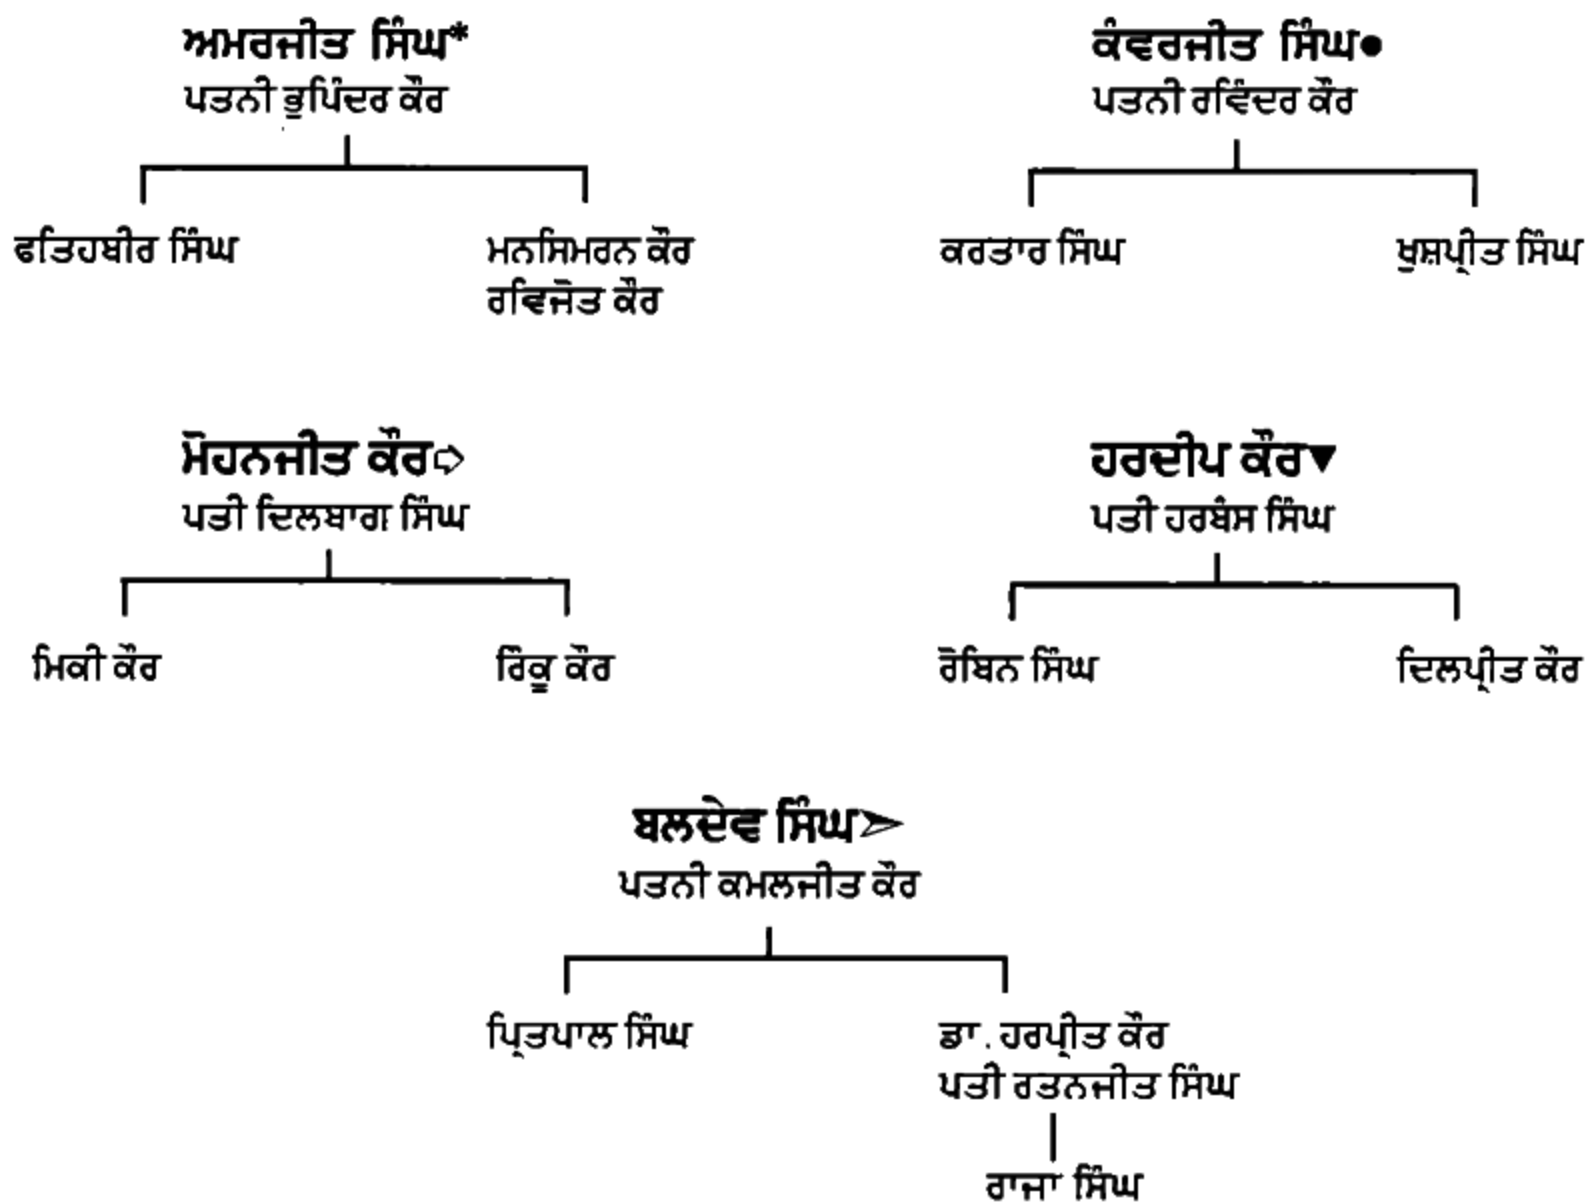 ਅਮਰਜੀਤ ਸਿੰਘ*
ਪਤਨੀ ਭੁਪਿੰਦਰ ਕੌਰ
ਫਤਿਹਬੀਰ ਸਿੰਘ
ਮਨਸਿਮਰਨ ਕੌਰ
ਰਵਿਜੋਤ ਕੌਰ
ਕੰਵਰਜੀਤ ਸਿੰਘ●
ਪਤਨੀ ਰਵਿੰਦਰ ਕੌਰ
ਕਰਤਾਰ ਸਿੰਘ
ਖੁਸ਼ਪ੍ਰੀਤ ਸਿੰਘ
ਮੋਹਨਜੀਤ ਕੌਰ➪
ਪਤੀ ਦਿਲਬਾਗ ਸਿੰਘ
ਮਿਕੀ ਕੌਰ
ਰਿੰਕੂ ਕੌਰ
ਹਰਦੀਪ ਕੌਰ▼
ਪਤੀ ਹਰਬੰਸ ਸਿੰਘ
ਰੋਬਿਨ ਸਿੰਘ
ਦਿਲਪ੍ਰੀਤ ਕੌਰ
ਬਲਦੇਵ ਸਿੰਘ➢
ਪਤਨੀ ਕਮਲਜੀਤ ਕੌਰ
ਪ੍ਰਿਤਪਾਲ ਸਿੰਘ
ਡਾ. ਹਰਪ੍ਰੀਤ ਕੌਰ
ਪਤੀ ਰਤਨਜੀਤ ਸਿੰਘ
ਰਾਜਾ ਸਿੰਘ